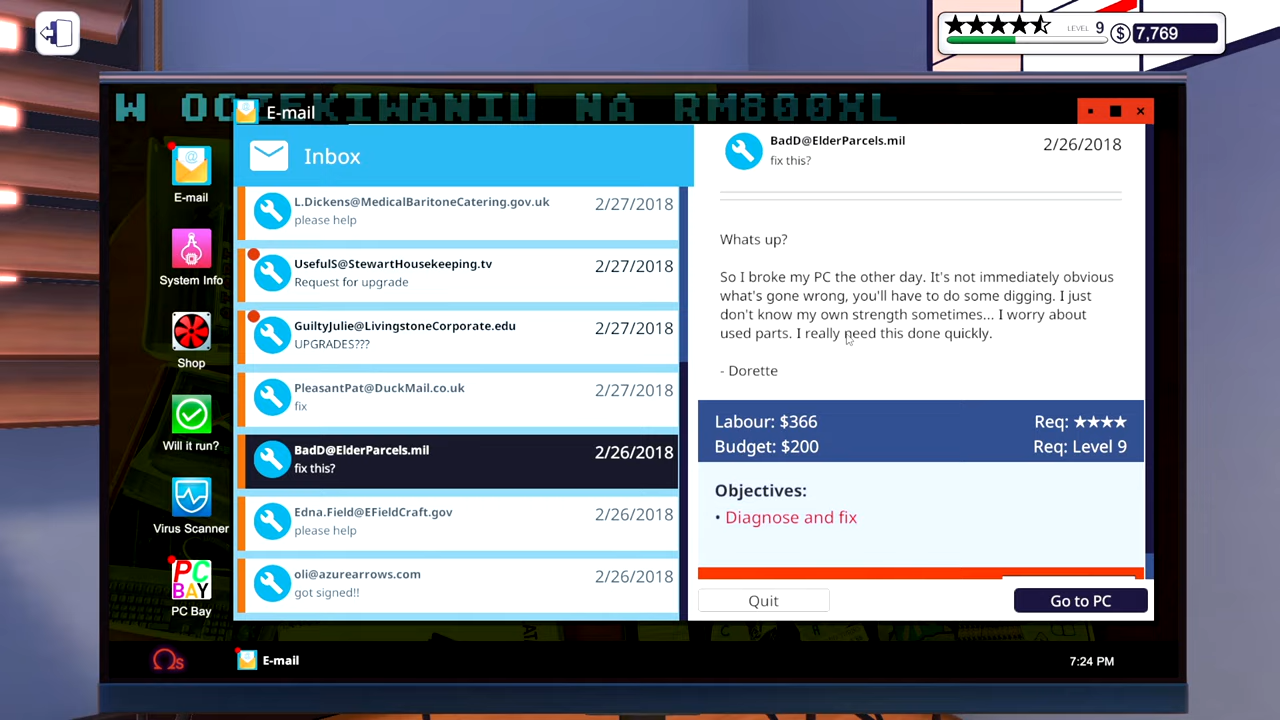 LEVEL 9
$ 7,769
E-mail
Inbox
L.Dickens@MedicalBaritoneCatering.gov.uk 2/27/2018
please help
UsefulS@StewartHousekeeping.tv 2/27/2018
Request for upgrade
GuiltyJulie@LivingstoneCorporate.edu 2/27/2018
UPGRADES???
PleasantPat@DuckMail.co.uk 2/27/2018
fix
BadD@ElderParcels.mil 2/26/2018
fix this?
Edna.Field@EFieldCraft.gov 2/26/2018
please help
oli@azurearrows.com 2/26/2018
got signed!!
BadD@ElderParcels.mil 2/26/2018
fix this?
Whats up?
So I broke my PC the other day. It's not immediately obvious
what's gone wrong, you'll have to do some digging. I just
don't know my own strength sometimes... I worry about
used parts. I really need this done quickly.
- Dorette
Labour: $366 Req: ★★★★
Budget: $200 Req: Level 9
Objectives:
• Diagnose and fix
Quit
Go to PC
E-mail
System Info
Shop
Will it run?
Virus Scanner
PC BAY
PC Bay
NA RM800XL
Ωs
E-mail
7:24 PM